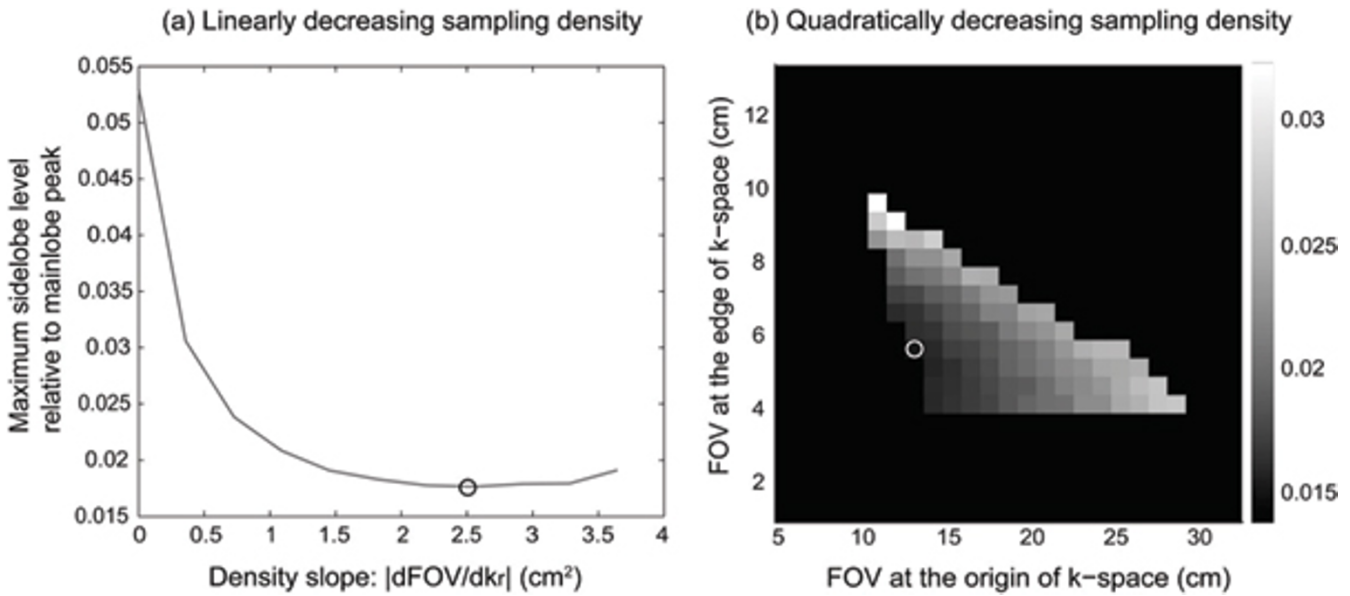 (a) Linearly decreasing sampling density
Maximum sidelobe level
relative to mainlobe peak
0.055
0.05
0.045
0.04
0.035
0.03
0.025
0.02
0.015
0 0.5 1 1.5 2 2.5 3 3.5 4
Density slope: |dFOV/dkr| (cm²)
(b) Quadratically decreasing sampling density
FOV at the edge of k−space (cm)
12
10
8
6
4
2
5 10 15 20 25 30
FOV at the origin of k−space (cm)
0.03
0.025
0.02
0.015